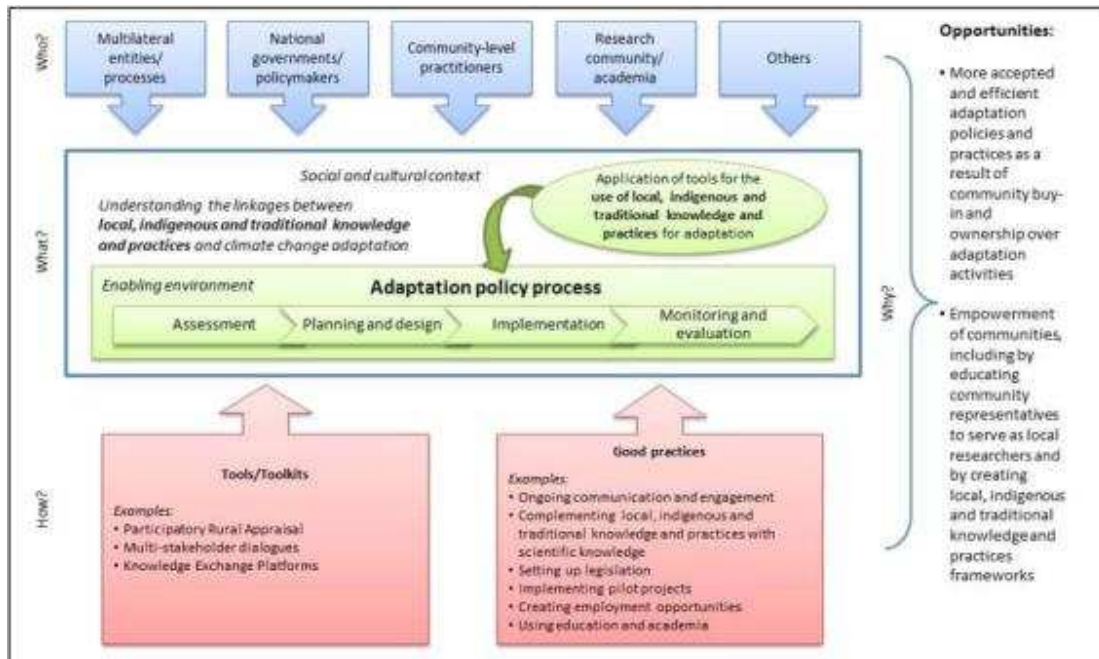 Who?
Multilateral
entities/
processes
National
governments/
policymakers
Community-level
practitioners
Research
community/
academia
Others
What?
Social and cultural context
Understanding the linkages between
local, indigenous and traditional knowledge
and practices and climate change adaptation
Application of tools for the
use of local, indigenous and
traditional knowledge and
practices for adaptation
Enabling environment
Adaptation policy process
Assessment
Planning and design
Implementation
Monitoring and
evaluation
How?
Tools/Toolkits
Examples:
• Participatory Rural Appraisal
• Multi-stakeholder dialogues
• Knowledge Exchange Platforms
Good practices
Examples:
• Ongoing communication and engagement
• Complementing local, indigenous and
traditional knowledge and practices with
scientific knowledge
• Setting up legislation
• Implementing pilot projects
• Creating employment opportunities
• Using education and academia
Why?
Opportunities:
• More accepted
and efficient
adaptation
policies and
practices as a
result of
community buy-
in and
ownership over
adaptation
activities
• Empowerment
of communities,
including by
educating
community
representatives
to serve as local
researchers and
by creating
local, indigenous
and traditional
knowledge and
practices
frameworks